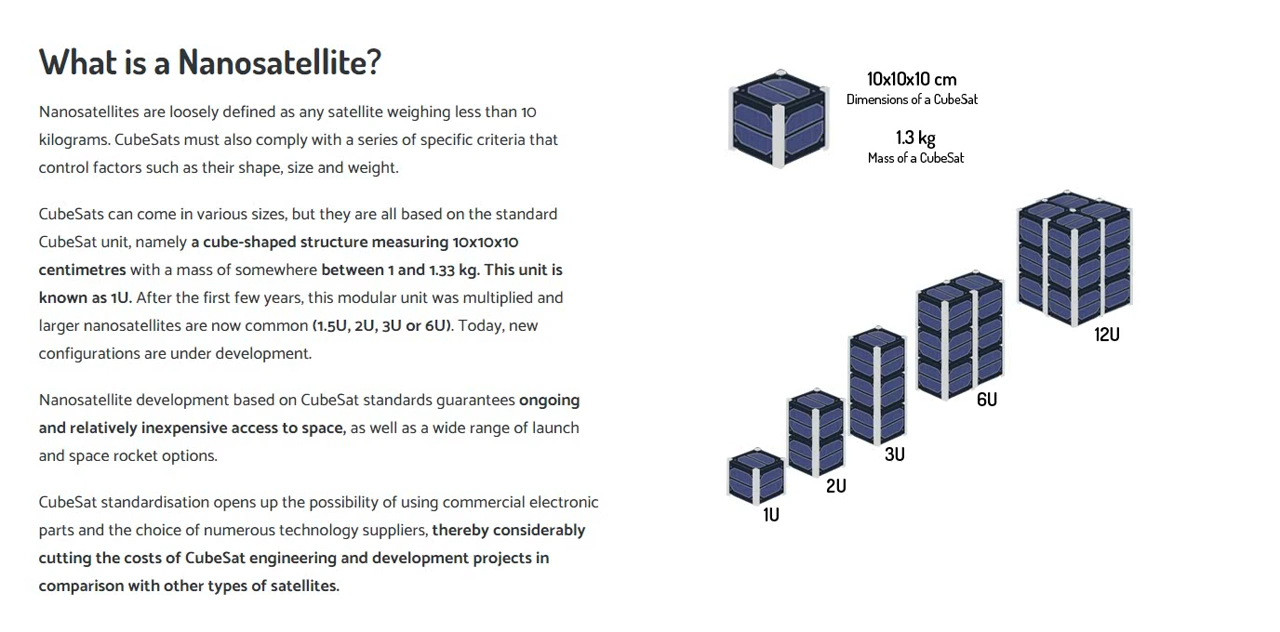 What is a Nanosatellite?
Nanosatellites are loosely defined as any satellite weighing less than 10
kilograms. CubeSats must also comply with a series of specific criteria that
control factors such as their shape, size and weight.
CubeSats can come in various sizes, but they are all based on the standard
CubeSat unit, namely a cube-shaped structure measuring 10x10x10
centimetres with a mass of somewhere between 1 and 1.33 kg. This unit is
known as 1U. After the first few years, this modular unit was multiplied and
larger nanosatellites are now common (1.5U, 2U, 3U or 6U). Today, new
configurations are under development.
Nanosatellite development based on CubeSat standards guarantees ongoing
and relatively inexpensive access to space, as well as a wide range of launch
and space rocket options.
CubeSat standardisation opens up the possibility of using commercial electronic
parts and the choice of numerous technology suppliers, thereby considerably
cutting the costs of CubeSat engineering and development projects in
comparison with other types of satellites.
10x10x10 cm
Dimensions of a CubeSat
1.3 kg
Mass of a CubeSat
12U
6U
3U
2U
1U